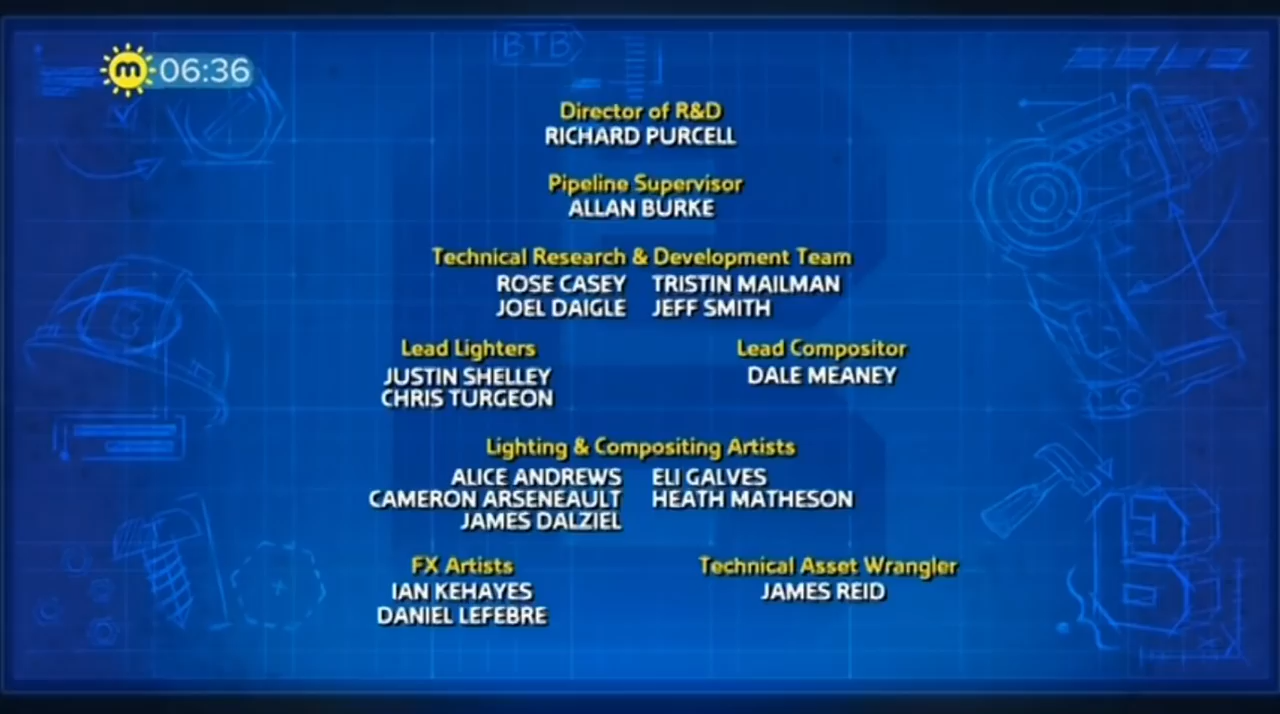 BTB
m 06:36
Director of R&D
RICHARD PURCELL
Pipeline Supervisor
ALLAN BURKE
Technical Research & Development Team
ROSE CASEY TRISTIN MAILMAN
JOEL DAIGLE JEFF SMITH
Lead Lighters Lead Compositor
JUSTIN SHELLEY DALE MEANEY
CHRIS TURGEON
Lighting & Compositing Artists
ALICE ANDREWS ELI GALVES
CAMERON ARSENEAULT HEATH MATHESON
JAMES DALZIEL
FX Artists Technical Asset Wrangler
IAN KEHAYES JAMES REID
DANIEL LEFEBRE
B